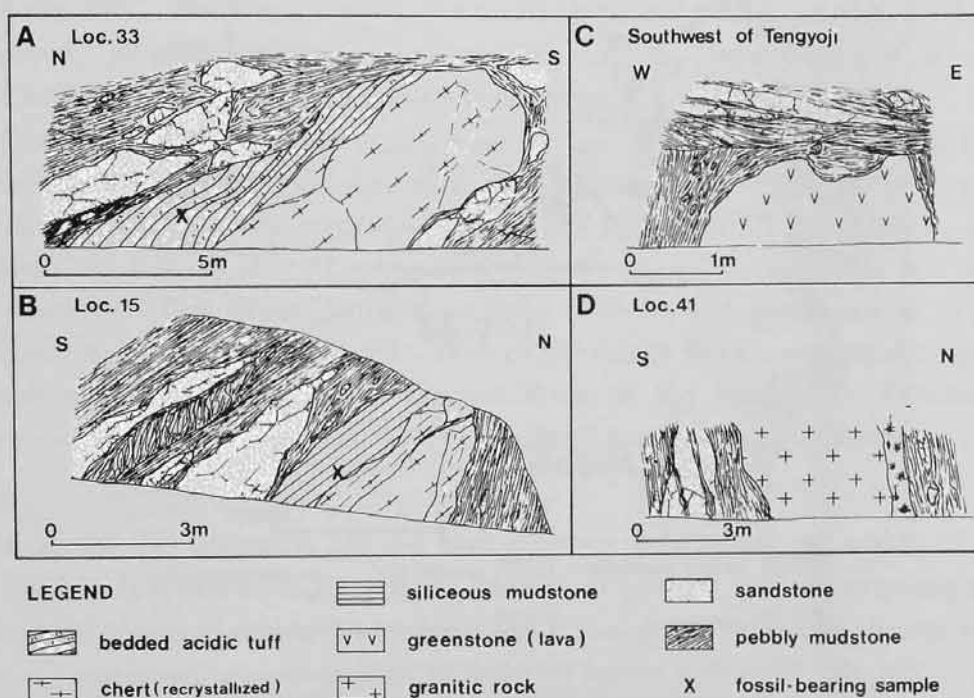 A Loc. 33
N S
0 5m
B Loc. 15
S N
0 3m
C Southwest of Tengyoji
W E
0 1m
D Loc. 41
S N
0 3m
LEGEND
bedded acidic tuff
chert (recrystallized)
siliceous mudstone
greenstone (lava)
granitic rock
sandstone
pebbly mudstone
X fossil-bearing sample